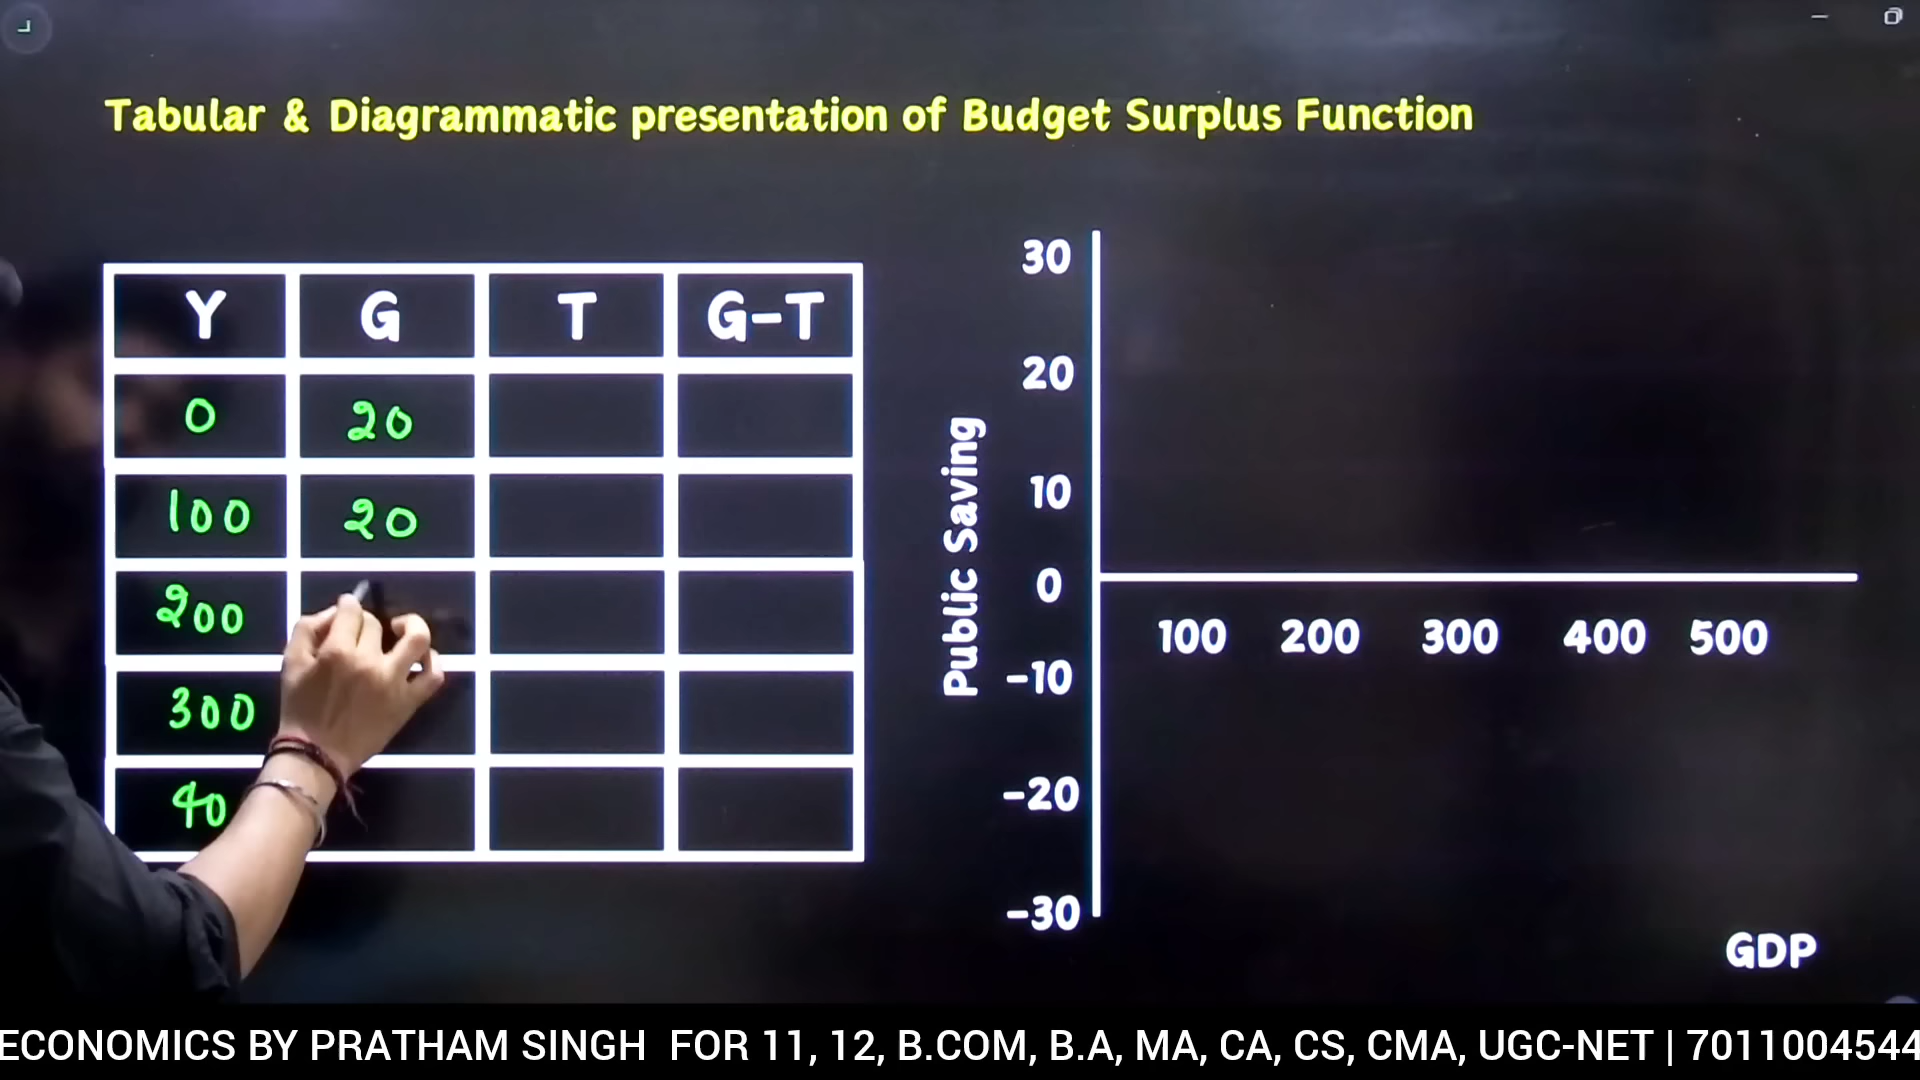 Tabular & Diagrammatic presentation of Budget Surplus Function
Y G T G-T
0 20
100 20
200
300
40
Public Saving
30
20
10
0
-10
-20
-30
100 200 300 400 500
GDP
ECONOMICS BY PRATHAM SINGH FOR 11, 12, B.COM, B.A, MA, CA, CS, CMA, UGC-NET | 7011004544